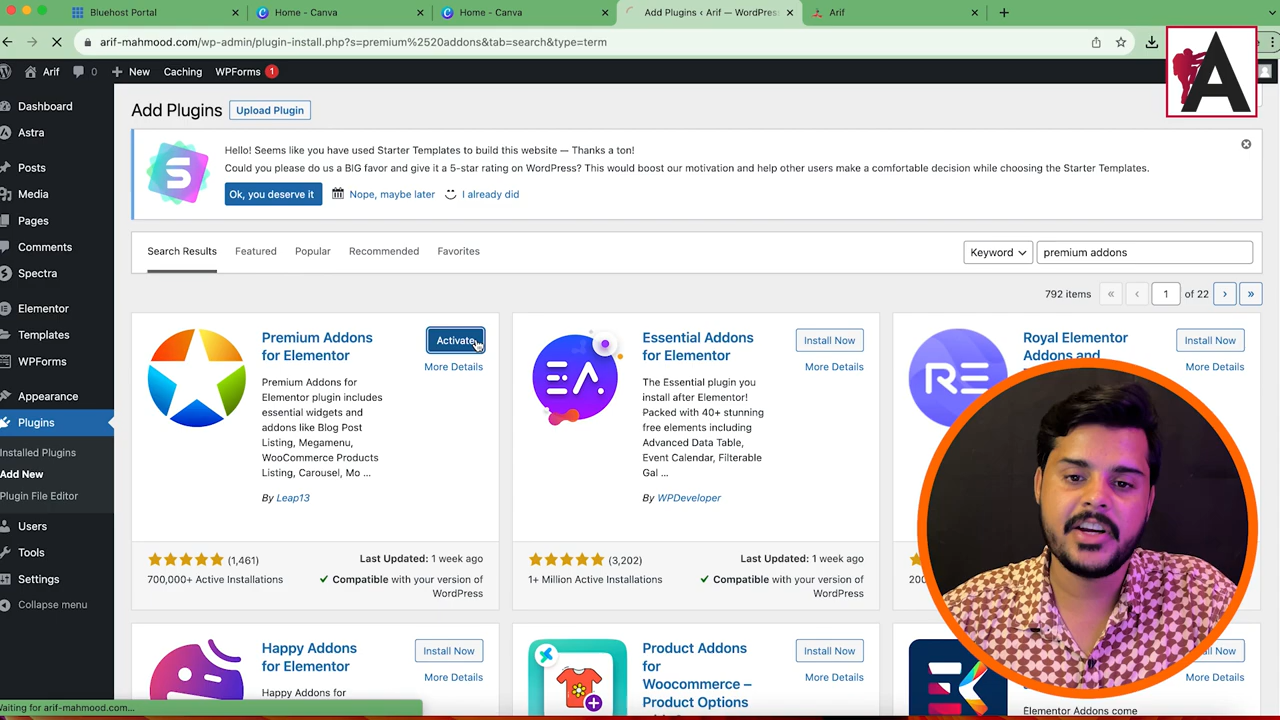 Bluehost Portal
Home - Canva
Home - Canva
Add Plugins ‹ Arif — WordPress
Arif
arif-mahmood.com/wp-admin/plugin-install.php?s=premium%2520addons&tab=search&type=term
Arif
0
New
Caching
WPForms 1
A
Dashboard
Astra
Posts
Media
Pages
Comments
Spectra
Elementor
Templates
WPForms
Appearance
Plugins
Installed Plugins
Add New
Plugin File Editor
Users
Tools
Settings
Collapse menu
Add Plugins
Upload Plugin
Hello! Seems like you have used Starter Templates to build this website — Thanks a ton!
Could you please do us a BIG favor and give it a 5-star rating on WordPress? This would boost our motivation and help other users make a comfortable decision while choosing the Starter Templates.
Ok, you deserve it
Nope, maybe later
I already did
Search Results
Featured
Popular
Recommended
Favorites
Keyword
premium addons
792 items
«
‹
1
of 22
›
»
Premium Addons
for Elementor
Activate
More Details
Premium Addons for
Elementor plugin includes
essential widgets and
addons like Blog Post
Listing, Megamenu,
WooCommerce Products
Listing, Carousel, Mo ...
By Leap13
(1,461)
700,000+ Active Installations
Last Updated: 1 week ago
Compatible with your version of
WordPress
Essential Addons
for Elementor
Install Now
More Details
The Essential plugin you
install after Elementor!
Packed with 40+ stunning
free elements including
Advanced Data Table,
Event Calendar, Filterable
Gal ...
By WPDeveloper
(3,202)
1+ Million Active Installations
Last Updated: 1 week ago
Compatible with your version of
WordPress
RE
Royal Elementor
Addons and
Install Now
More Details
Happy Addons
for Elementor
Install Now
More Details
Happy Addons for
Product Addons
for
Woocommerce –
Product Options
Install Now
More Details
More Details
Elementor Addons come
Waiting for arif-mahmood.com...